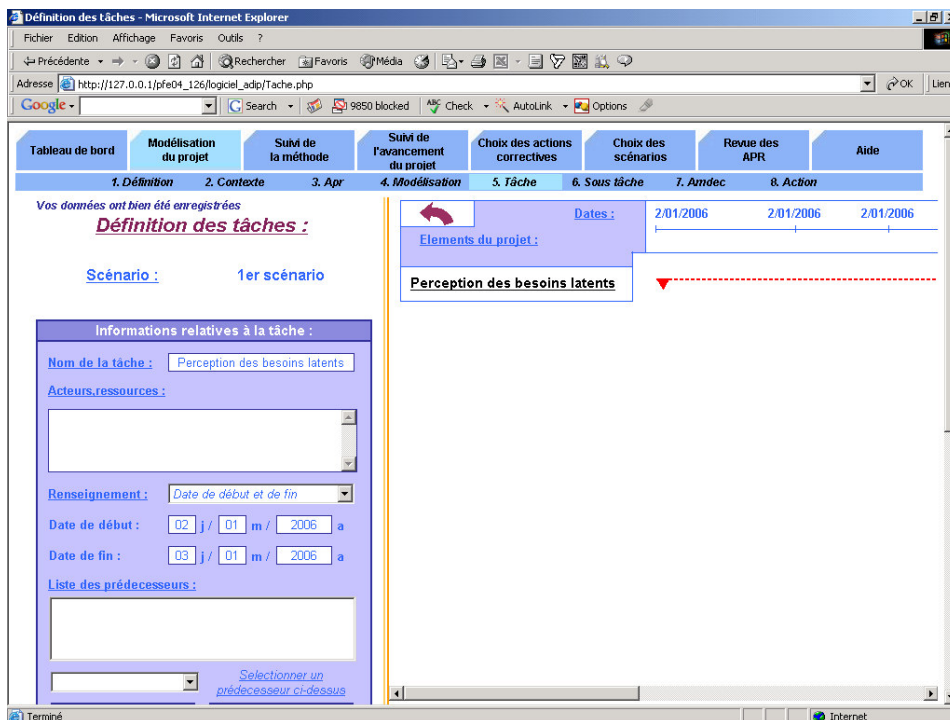 Définition des tâches - Microsoft Internet Explorer
Fichier Edition Affichage Favoris Outils ?
Précédente Rechercher Favoris Média
Adresse http://127.0.0.1/pfe04_126/logiciel_adip/Tache.php OK Lien
Google Search 9850 blocked ABC Check AutoLink Options
Tableau de bord
Modélisation
du projet
Suivi de
la méthode
Suivi de
l'avancement
du projet
Choix des actions
correctives
Choix des
scénarios
Revue des
APR
Aide
1. Définition 2. Contexte 3. Apr 4. Modélisation 5. Tâche 6. Sous tâche 7. Amdec 8. Action
Vos données ont bien été enregistrées
Définition des tâches :
Scénario : 1er scénario
Informations relatives à la tâche :
Nom de la tâche : Perception des besoins latents
Acteurs,ressources :
Renseignement : Date de début et de fin
Date de début : 02 j / 01 m / 2006 a
Date de fin : 03 j / 01 m / 2006 a
Liste des prédecesseurs :
Selectionner un
prédecesseur ci-dessus
Dates : 2/01/2006 2/01/2006 2/01/2006
Elements du projet :
Perception des besoins latents
Terminé Internet